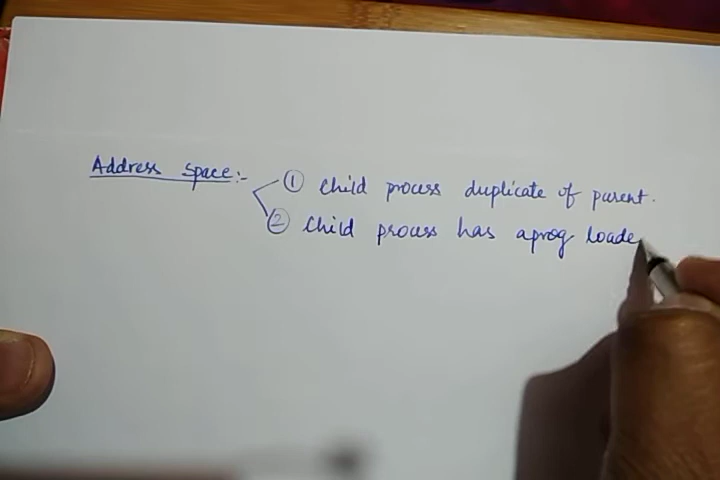 Address space:- ① Child process duplicate of parent.
② Child process has a prog loade